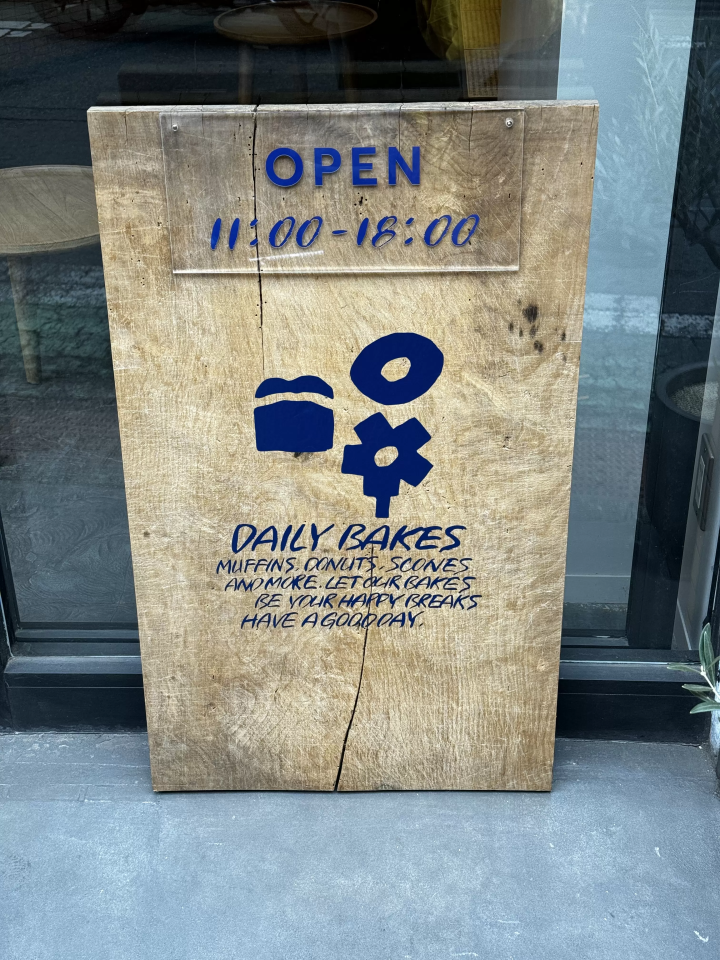 OPEN
11:00-18:00
DAILY BAKES
MUFFINS. DONUTS. SCONES
AND MORE. LET OUR BAKES
BE YOUR HAPPY BREAKS
HAVE A GOOD DAY.